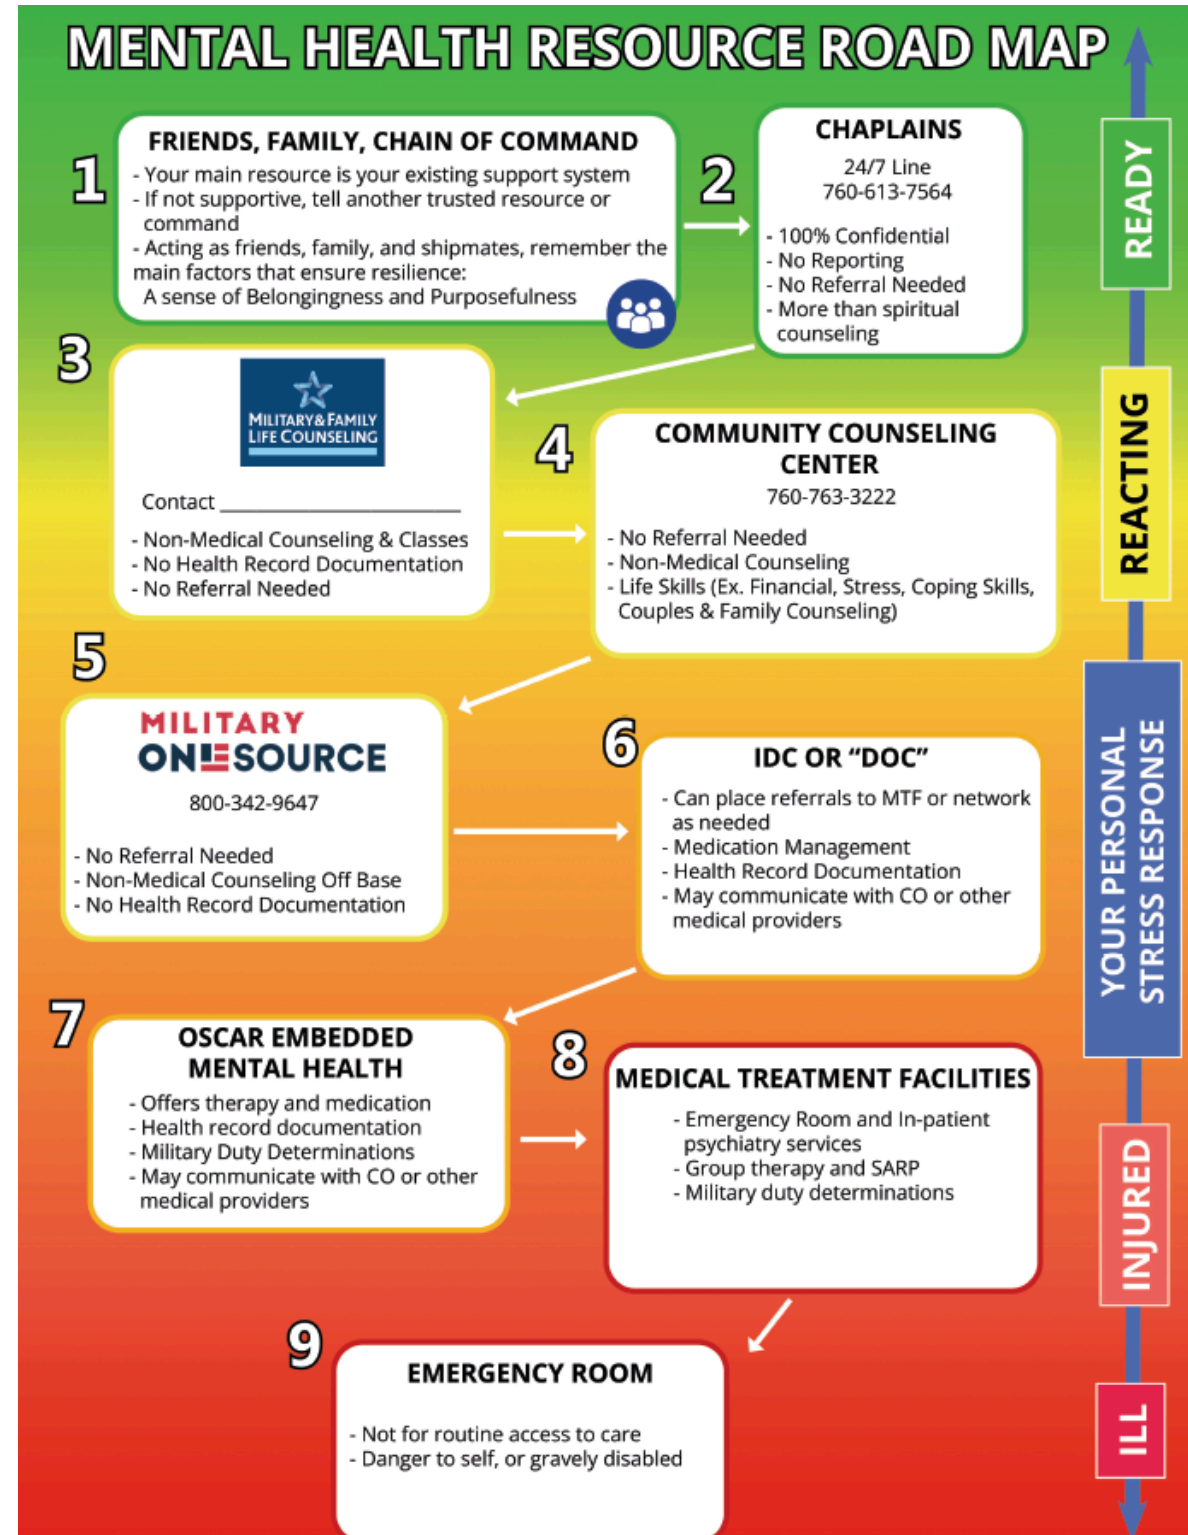 MENTAL HEALTH RESOURCE ROAD MAP
1
FRIENDS, FAMILY, CHAIN OF COMMAND
- Your main resource is your existing support system
- If not supportive, tell another trusted resource or
command
- Acting as friends, family, and shipmates, remember the
main factors that ensure resilience:
A sense of Belongingness and Purposefulness
2
CHAPLAINS
24/7 Line
760-613-7564
- 100% Confidential
- No Reporting
- No Referral Needed
- More than spiritual
counseling
3
MILITARY & FAMILY
LIFE COUNSELING
Contact ____________________
- Non-Medical Counseling & Classes
- No Health Record Documentation
- No Referral Needed
4
COMMUNITY COUNSELING
CENTER
760-763-3222
- No Referral Needed
- Non-Medical Counseling
- Life Skills (Ex. Financial, Stress, Coping Skills,
Couples & Family Counseling)
5
MILITARY
ONESOURCE
800-342-9647
- No Referral Needed
- Non-Medical Counseling Off Base
- No Health Record Documentation
6
IDC OR “DOC”
- Can place referrals to MTF or network
as needed
- Medication Management
- Health Record Documentation
- May communicate with CO or other
medical providers
7
OSCAR EMBEDDED
MENTAL HEALTH
- Offers therapy and medication
- Health record documentation
- Military Duty Determinations
- May communicate with CO or other
medical providers
8
MEDICAL TREATMENT FACILITIES
- Emergency Room and In-patient
psychiatry services
- Group therapy and SARP
- Military duty determinations
9
EMERGENCY ROOM
- Not for routine access to care
- Danger to self, or gravely disabled
READY
REACTING
YOUR PERSONAL
STRESS RESPONSE
INJURED
ILL